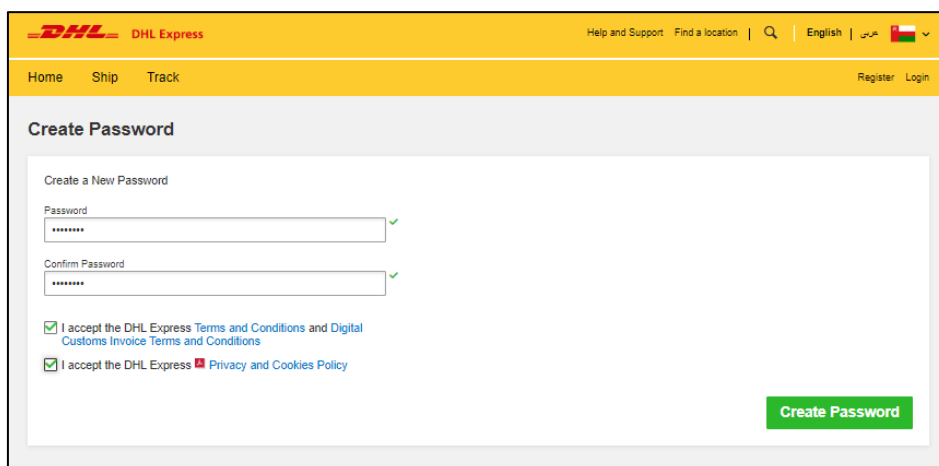 DHL DHL Express
Help and Support Find a location | English | عربي
Home Ship Track
Register Login
Create Password
Create a New Password
Password
••••••••
Confirm Password
••••••••
I accept the DHL Express Terms and Conditions and Digital
Customs Invoice Terms and Conditions
I accept the DHL Express Privacy and Cookies Policy
Create Password